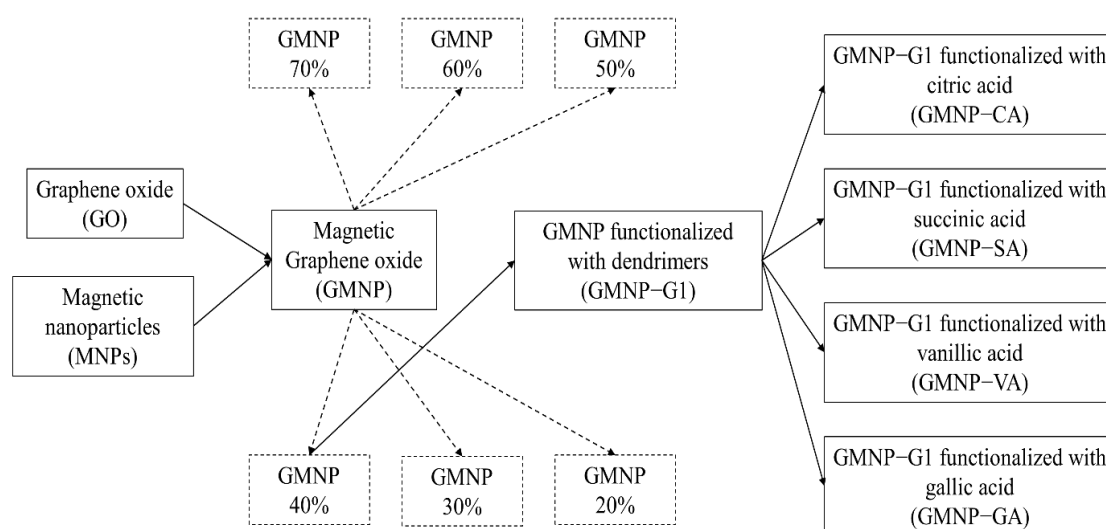 GMNP
70%
GMNP
60%
GMNP
50%
GMNP−G1 functionalized with
citric acid
(GMNP−CA)
Graphene oxide
(GO)
Magnetic
nanoparticles
(MNPs)
Magnetic
Graphene oxide
(GMNP)
GMNP functionalized
with dendrimers
(GMNP−G1)
GMNP−G1 functionalized with
succinic acid
(GMNP−SA)
GMNP−G1 functionalized with
vanillic acid
(GMNP−VA)
GMNP
40%
GMNP
30%
GMNP
20%
GMNP−G1 functionalized with
gallic acid
(GMNP−GA)